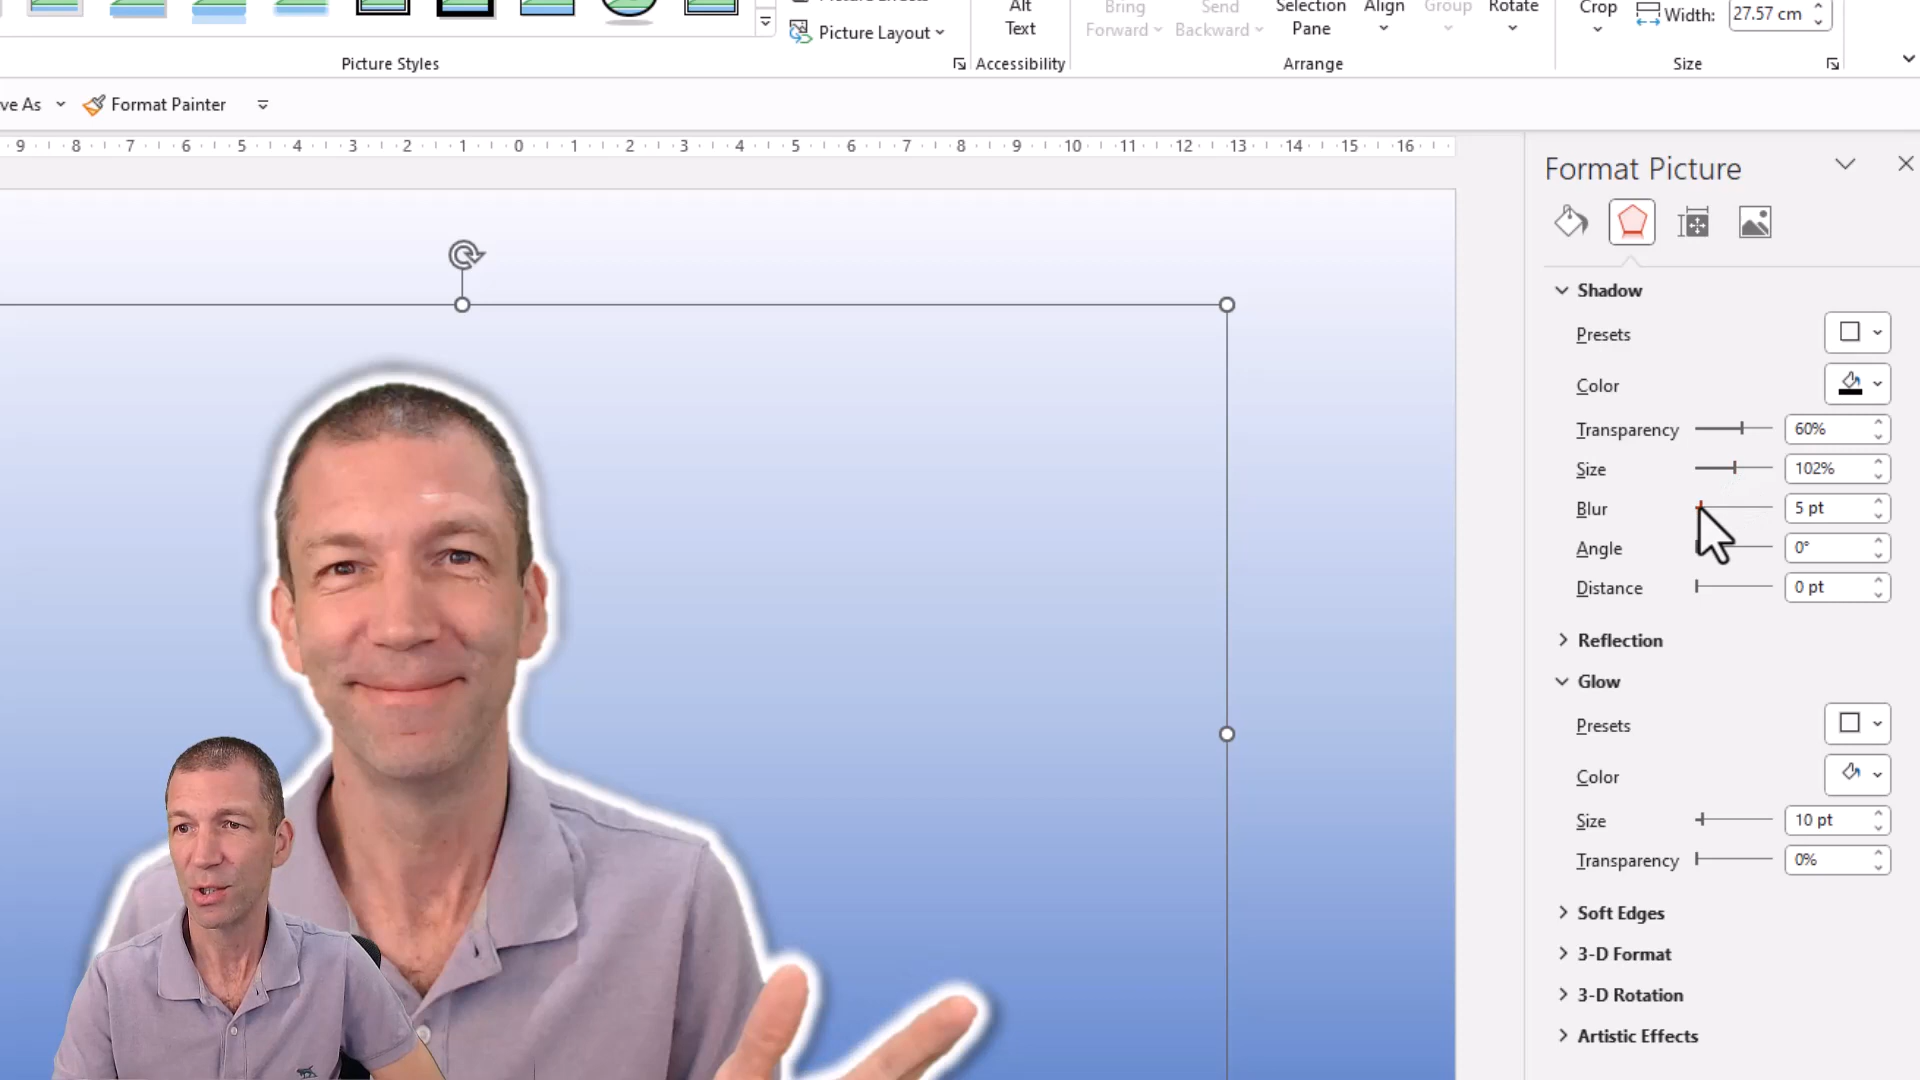 Picture Effects
Picture Layout
Alt
Text
Bring
Forward
Send
Backward
Selection
Pane
Align
Group
Rotate
Crop
Width: 27.57 cm
Picture Styles
Accessibility
Arrange
Size
ve As
Format Painter
9 8 7 6 5 4 3 2 1 0 1 2 3 4 5 6 7 8 9 10 11 12 13 14 15 16
Format Picture
Shadow
Presets
Color
Transparency 60%
Size 102%
Blur 5 pt
Angle 0°
Distance 0 pt
Reflection
Glow
Presets
Color
Size 10 pt
Transparency 0%
Soft Edges
3-D Format
3-D Rotation
Artistic Effects